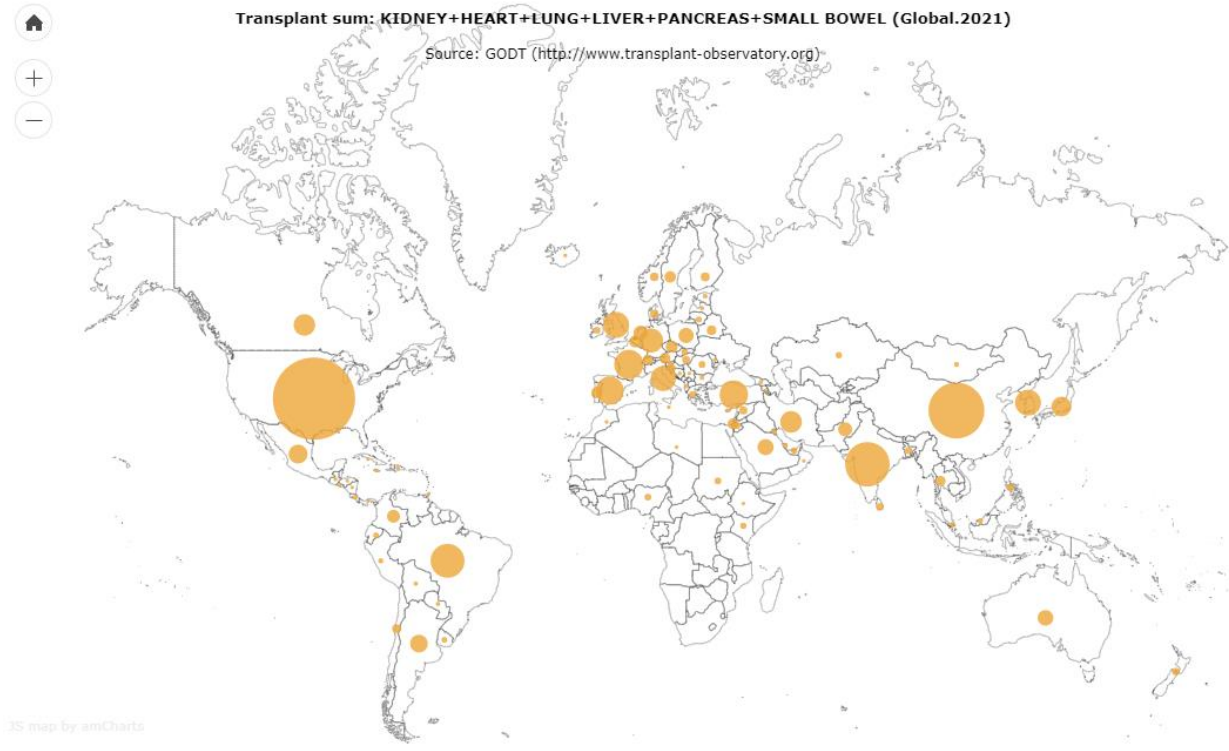 Transplant sum: KIDNEY+HEART+LUNG+LIVER+PANCREAS+SMALL BOWEL (Global.2021)
Source: GODT (http://www.transplant-observatory.org)
JS map by amCharts